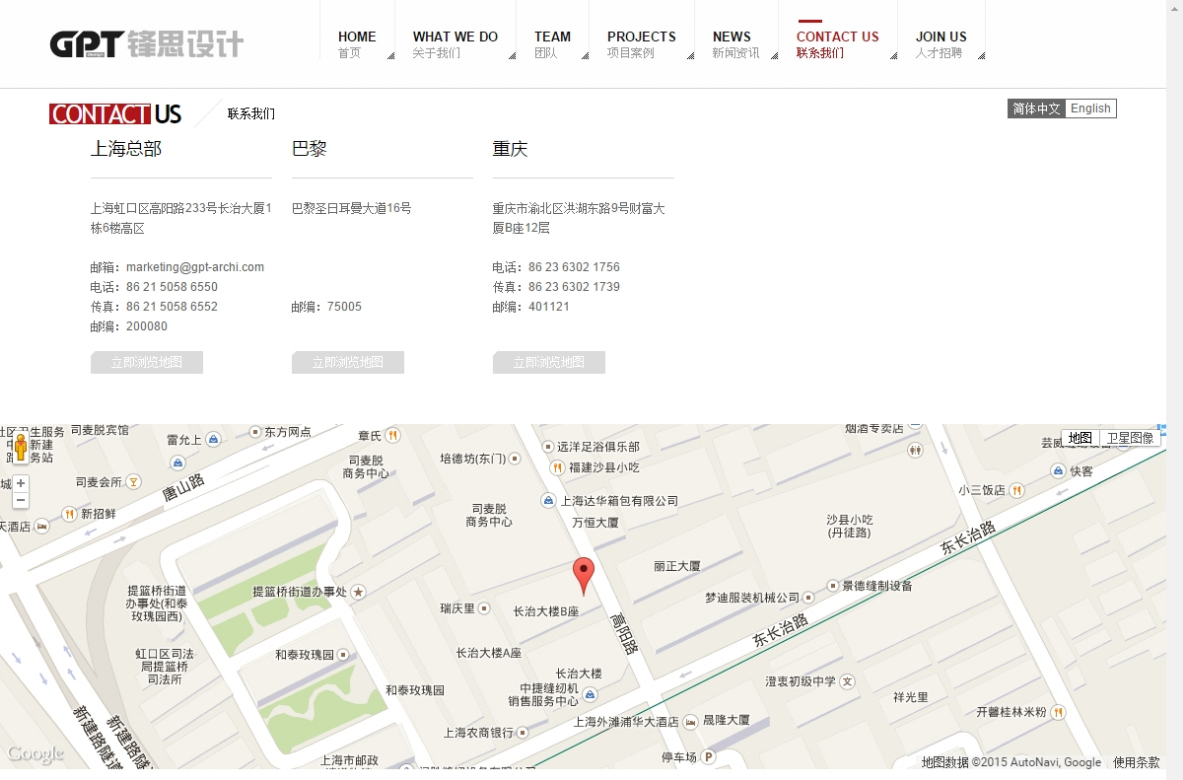 GPT锋思设计
HOME
首页
WHAT WE DO
关于我们
TEAM
团队
PROJECTS
项目案例
NEWS
新闻资讯
CONTACT US
联系我们
JOIN US
人才招聘
CONTACT US 联系我们
简体中文 English
上海总部
上海虹口区高阳路233号长治大厦1
栋6楼高区
邮箱：marketing@gpt-archi.com
电话：86 21 5058 6550
传真：86 21 5058 6552
邮编：200080
立即浏览地图
巴黎
巴黎圣日耳曼大道16号
邮编：75005
立即浏览地图
重庆
重庆市渝北区洪湖东路9号财富大
厦B座12层
电话：86 23 6302 1756
传真：86 23 6302 1739
邮编：401121
立即浏览地图
司麦脱宾馆
雷允上
东方网点
章氏
远洋足浴俱乐部
烟酒专卖店
地图 卫星图像
培德坊(东门)
福建沙县小吃
司麦脱
商务中心
快客
司麦会所
唐山路
小三饭店
上海达华箱包有限公司
新招鲜
司麦脱
商务中心
万恒大厦
沙县小吃
(丹徒路)
东长治路
丽正大厦
提篮桥街道
办事处(和泰
玫瑰园西)
提篮桥街道办事处
景德缝制设备
梦迪服装机械公司
瑞庆里
长治大楼B座
高阳路
东长治路
虹口区司法
局提篮桥
司法所
和泰玫瑰园
长治大楼A座
长治大楼
中捷缝纫机
销售服务中心
和泰玫瑰园
澄衷初级中学
祥光里
开馨桂林米粉
新建路隧道
新建路隧道
上海外滩浦华大酒店
晟隆大厦
上海农商银行
停车场
上海市邮政
Google
地图数据 ©2015 AutoNavi, Google 使用条款